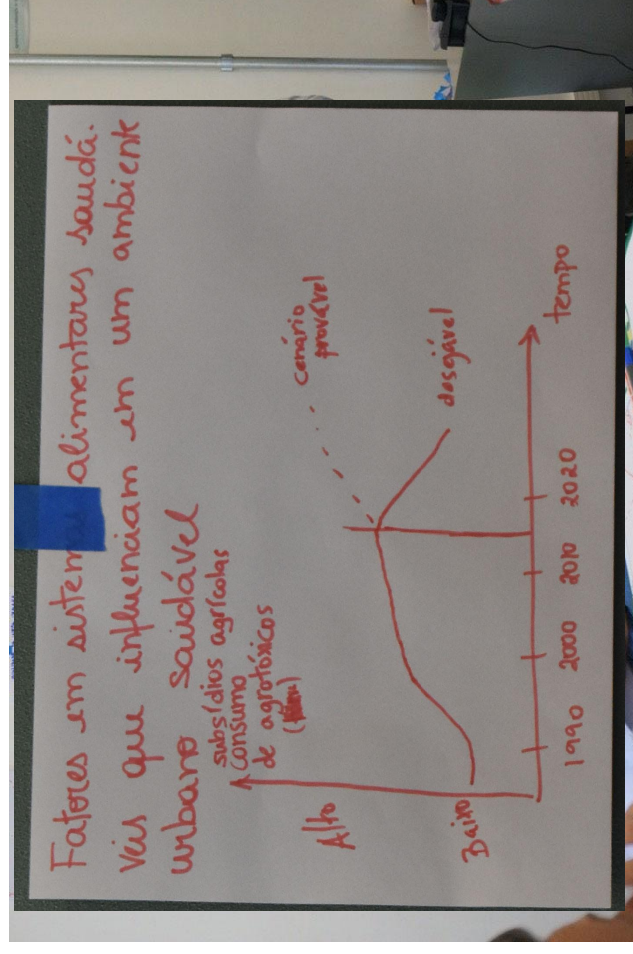 Fatores em sistemas alimentares saudá-
veis que influenciam em um ambiente
urbano saudável
subsídios agrícolas
consumo
de agrotóxicos
Alto
Baixo
cenário
provável
desejável
1990
2000
2010
2020
tempo